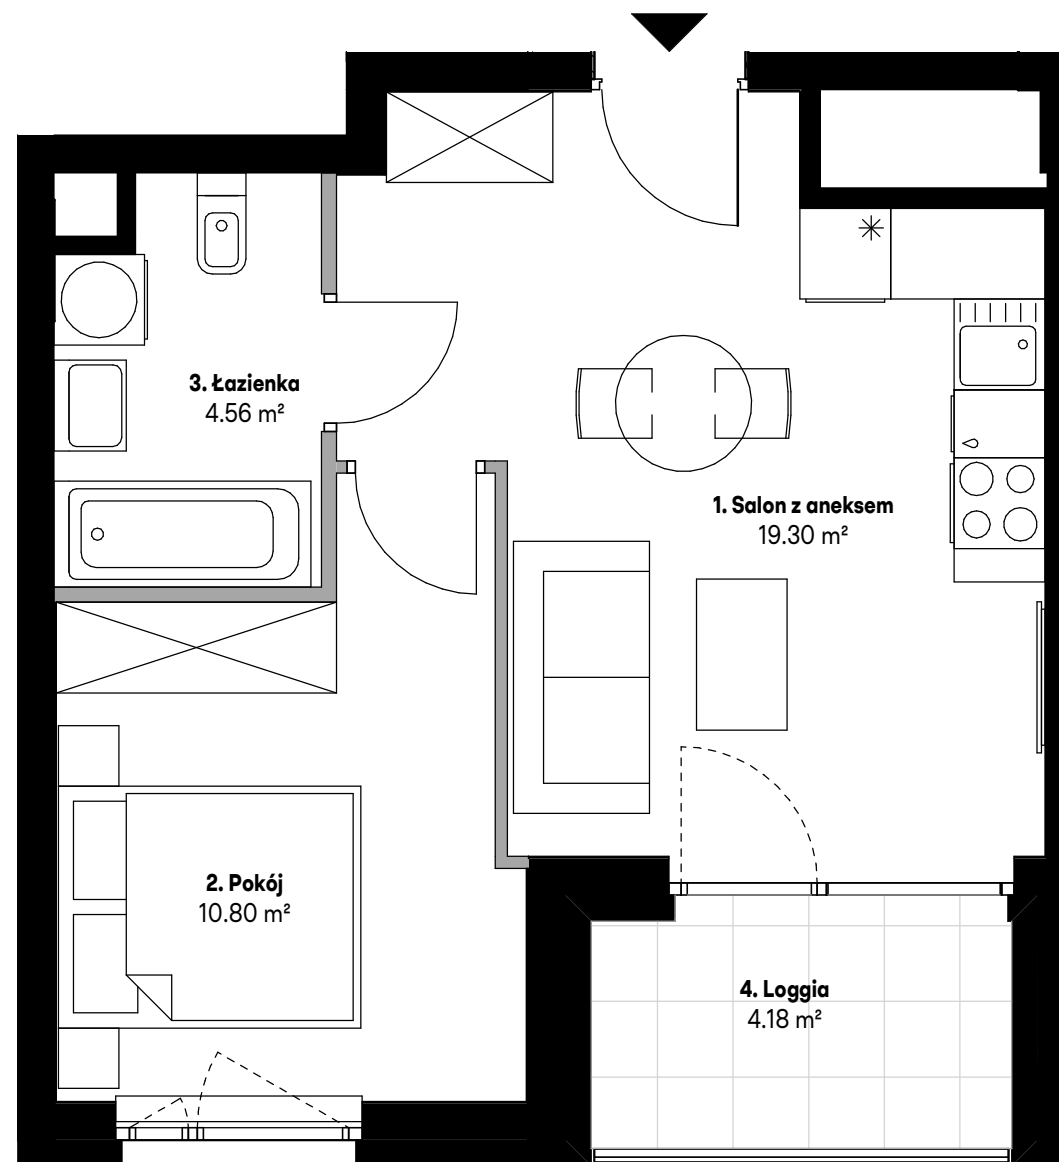 3. Łazienka
4.56 m²
1. Salon z aneksem
19.30 m²
2. Pokój
10.80 m²
4. Loggia
4.18 m²